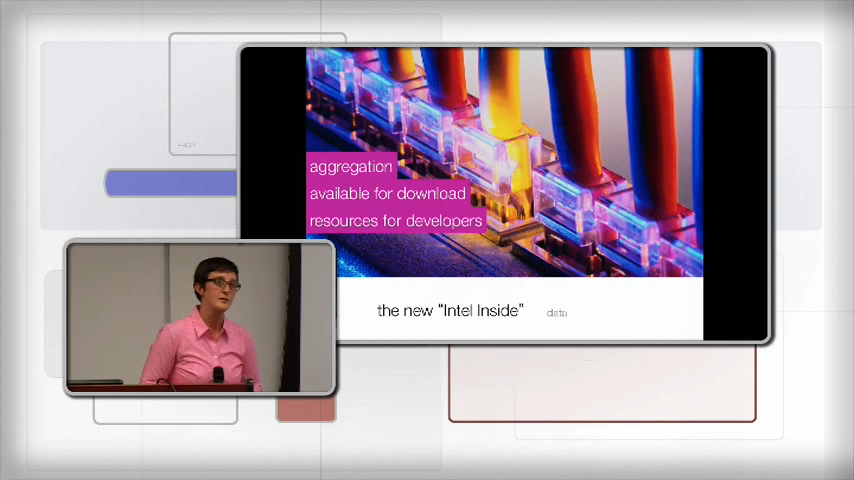 aggregation
available for download
resources for developers
the new “Intel Inside” data